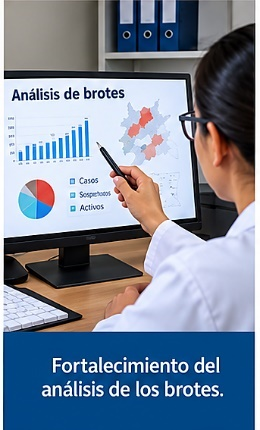 Análisis de brotes
Casos
Sospechosos
Activos
Fortalecimiento del
análisis de los brotes.